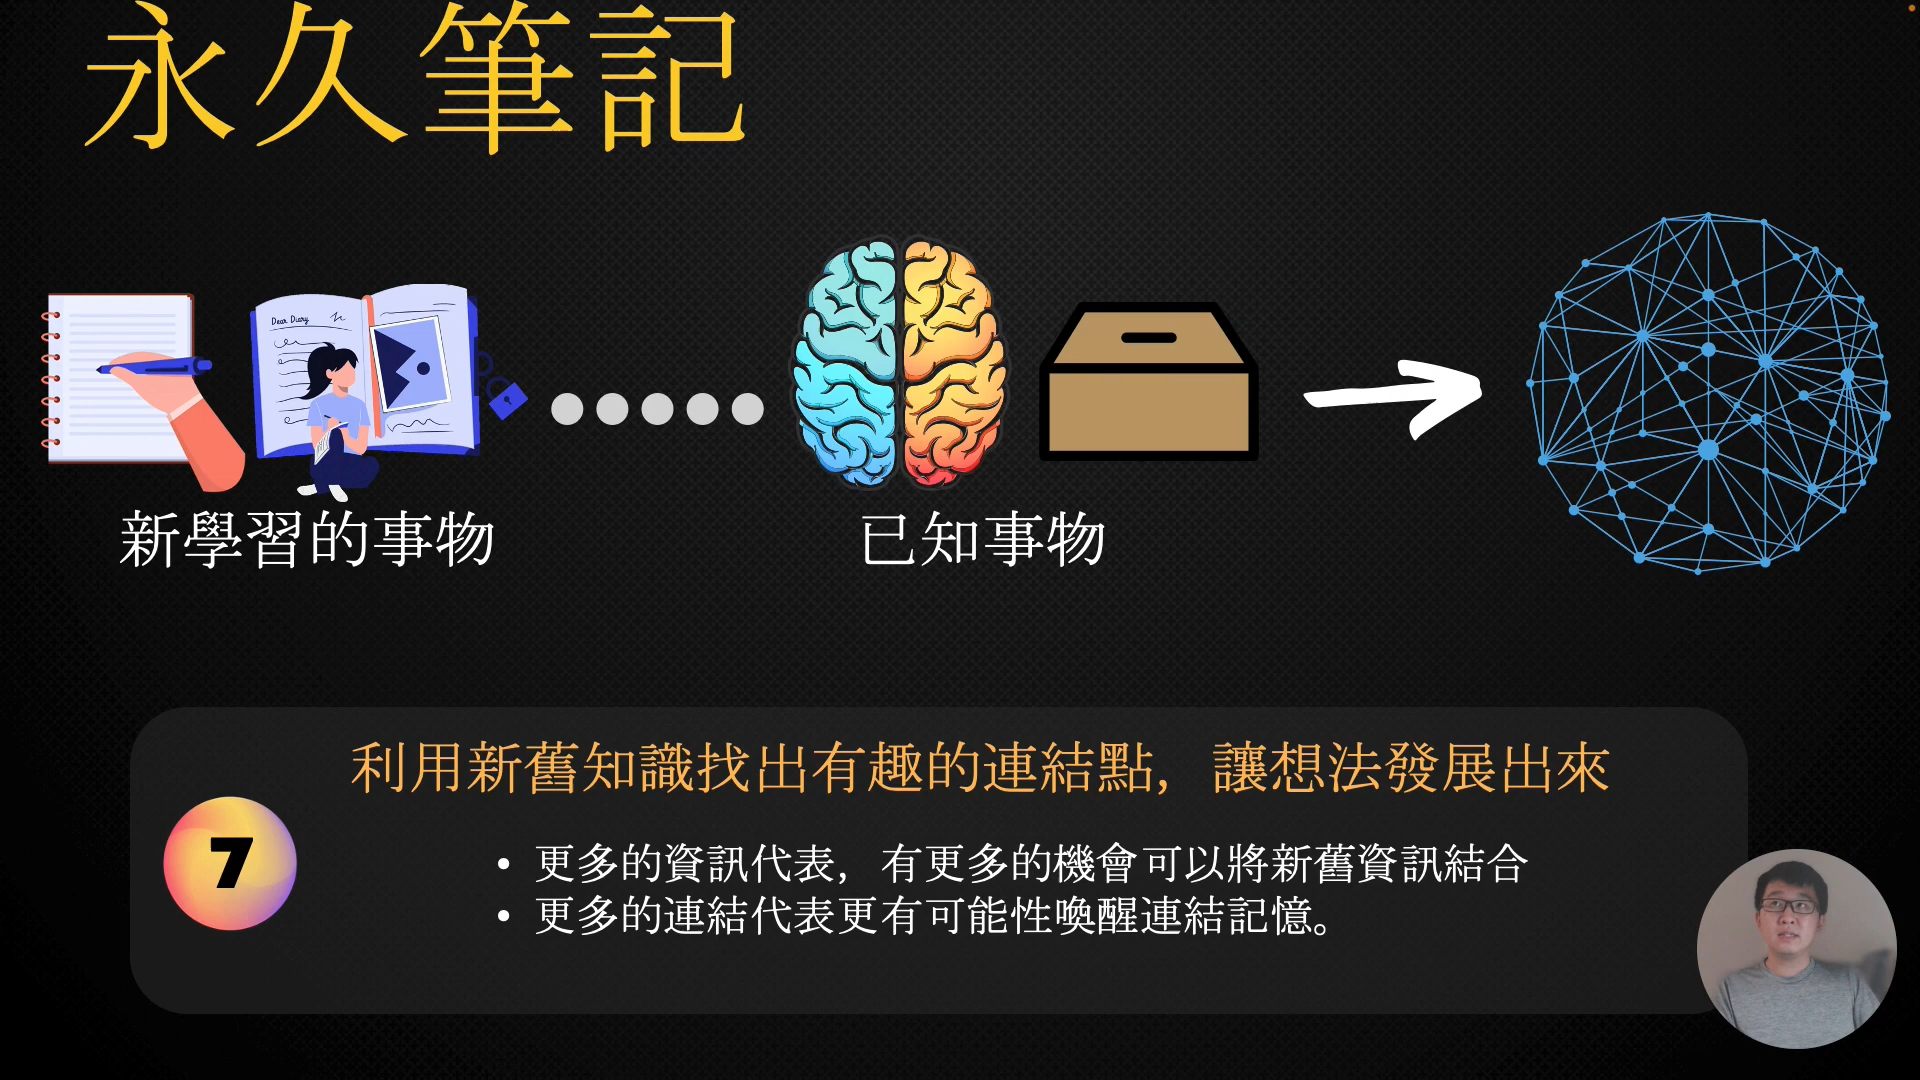 永久筆記
Dear Diary
新學習的事物
已知事物
利用新舊知識找出有趣的連結點，讓想法發展出來
7
• 更多的資訊代表，有更多的機會可以將新舊資訊結合
• 更多的連結代表更有可能性喚醒連結記憶。